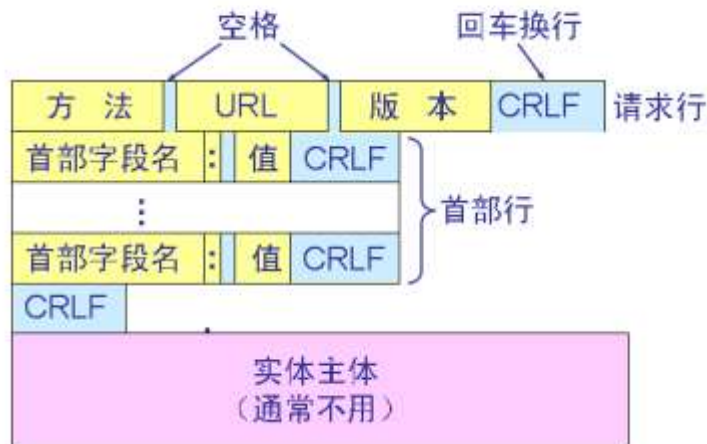 空格 回车换行
方 法 URL 版 本 CRLF 请求行
首部字段名 : 值 CRLF
⋮ 首部行
首部字段名 : 值 CRLF
CRLF
实体主体
（通常不用）